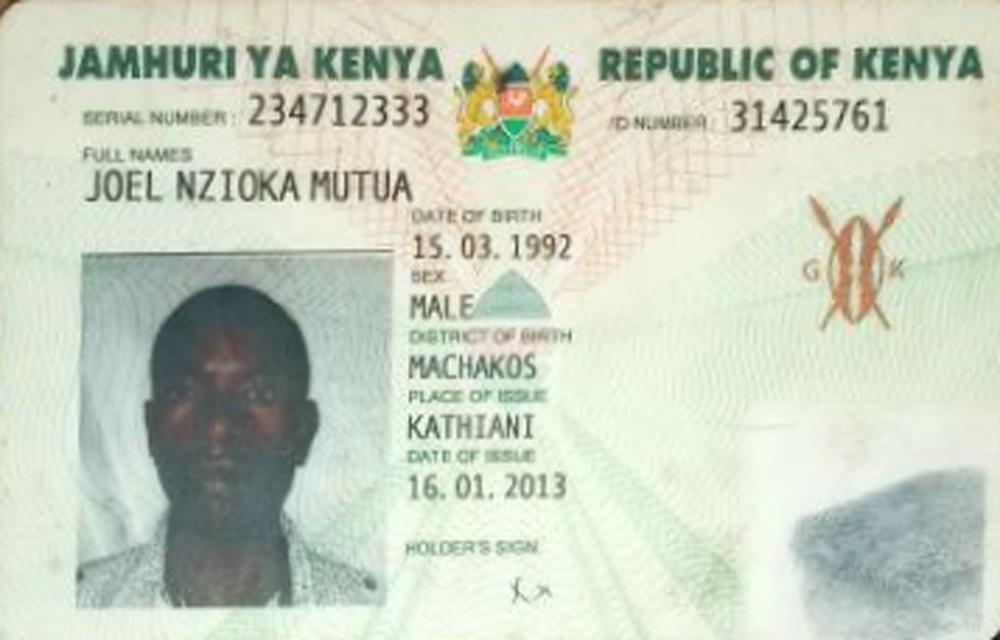 JAMHURI YA KENYA
REPUBLIC OF KENYA
SERIAL NUMBER: 234712333
ID NUMBER: 31425761
FULL NAMES
JOEL NZIOKA MUTUA
DATE OF BIRTH
15. 03. 1992
SEX
MALE
DISTRICT OF BIRTH
MACHAKOS
PLACE OF ISSUE
KATHIANI
DATE OF ISSUE
16. 01. 2013
HOLDER'S SIGN.
G K